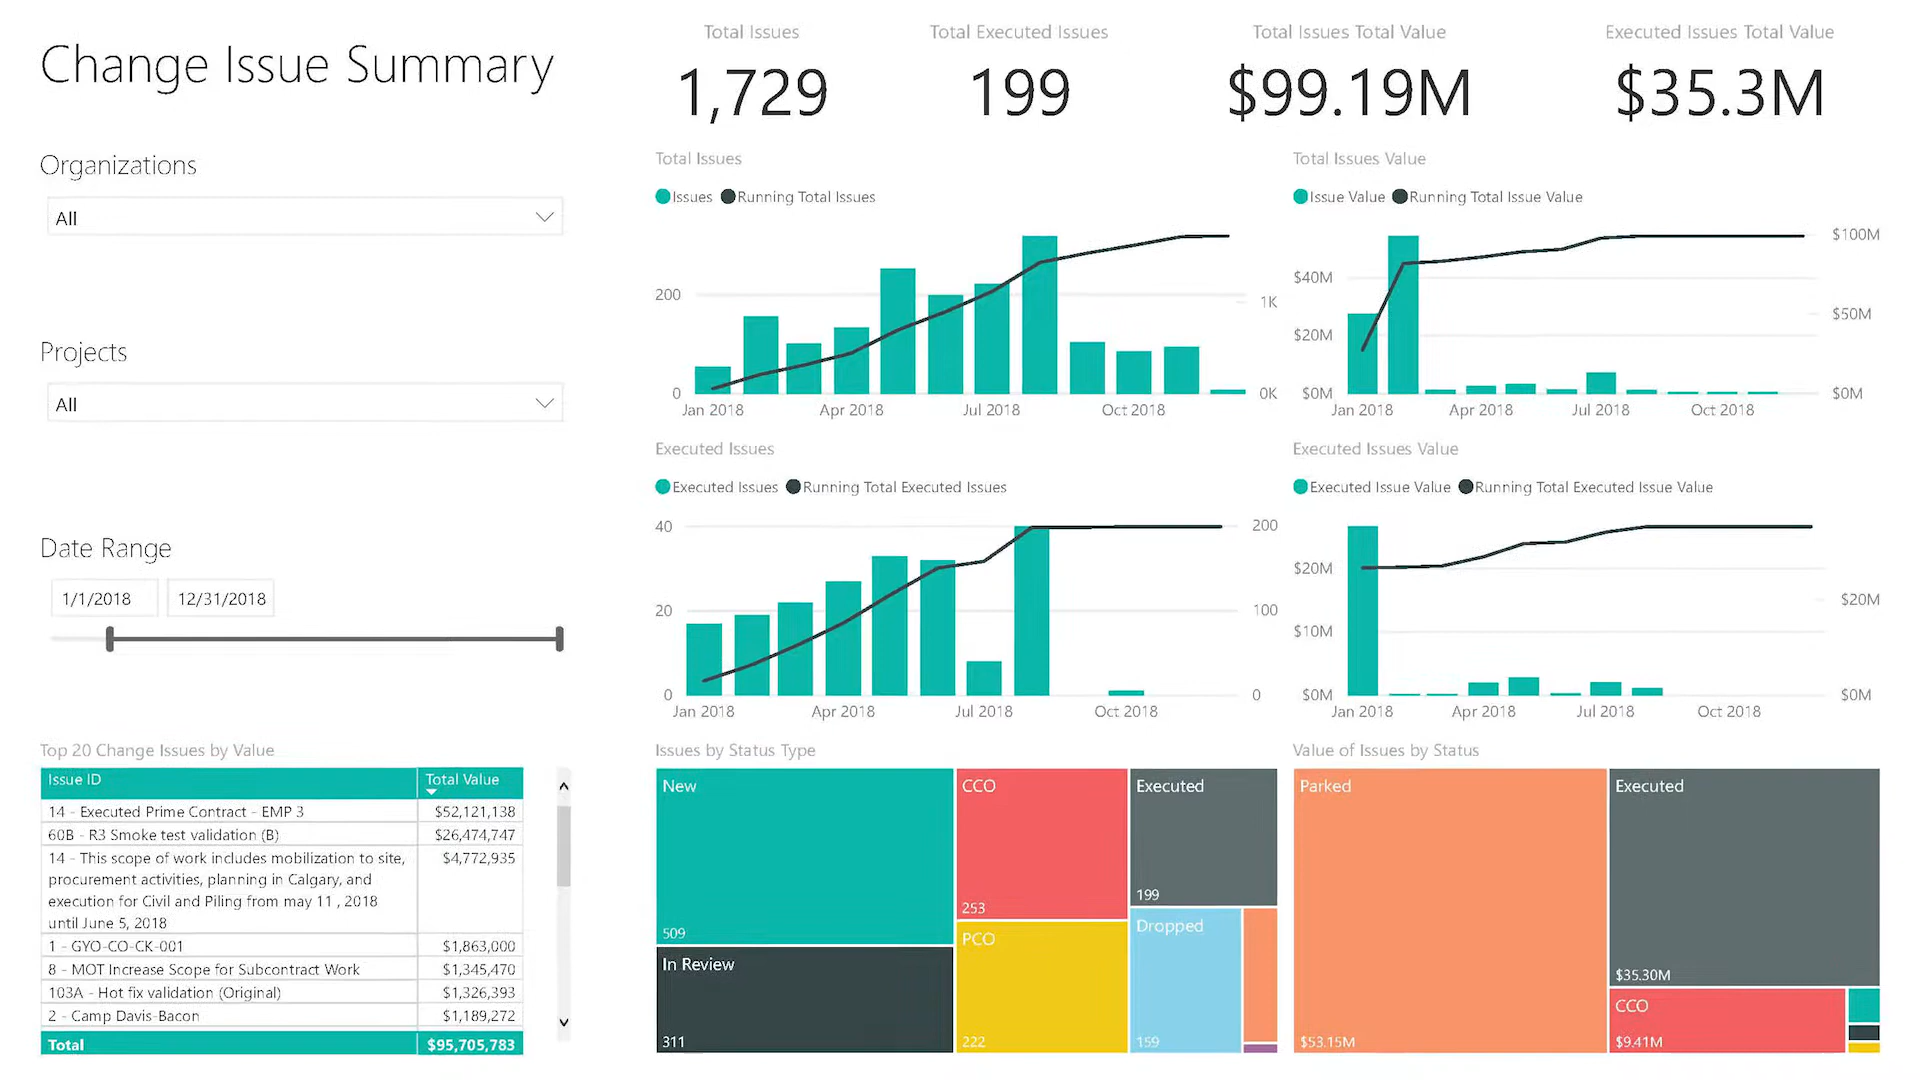 Change Issue Summary
Total Issues
1,729
Total Executed Issues
199
Total Issues Total Value
$99.19M
Executed Issues Total Value
$35.3M
Organizations
All
Projects
All
Date Range
1/1/2018
12/31/2018
Total Issues
Issues
Running Total Issues
200
0
1K
0K
Jan 2018
Apr 2018
Jul 2018
Oct 2018
Total Issues Value
Issue Value
Running Total Issue Value
$40M
$20M
$0M
$100M
$50M
$0M
Jan 2018
Apr 2018
Jul 2018
Oct 2018
Executed Issues
Executed Issues
Running Total Executed Issues
40
20
0
200
100
0
Jan 2018
Apr 2018
Jul 2018
Oct 2018
Executed Issues Value
Executed Issue Value
Running Total Executed Issue Value
$20M
$10M
$0M
$20M
$0M
Jan 2018
Apr 2018
Jul 2018
Oct 2018
Top 20 Change Issues by Value
Issue ID Total Value
14 - Executed Prime Contract - EMP 3 $52,121,138
60B - R3 Smoke test validation (B) $26,474,747
14 - This scope of work includes mobilization to site, $4,772,935
procurement activities, planning in Calgary, and
execution for Civil and Piling from may 11 , 2018
until June 5, 2018
1 - GYO-CO-CK-001 $1,863,000
8 - MOT Increase Scope for Subcontract Work $1,345,470
103A - Hot fix validation (Original) $1,326,393
2 - Camp Davis-Bacon $1,189,272
Total $95,705,783
Issues by Status Type
New
509
In Review
311
CCO
253
PCO
222
Executed
199
Dropped
159
Value of Issues by Status
Parked
$53.15M
Executed
$35.30M
CCO
$9.41M